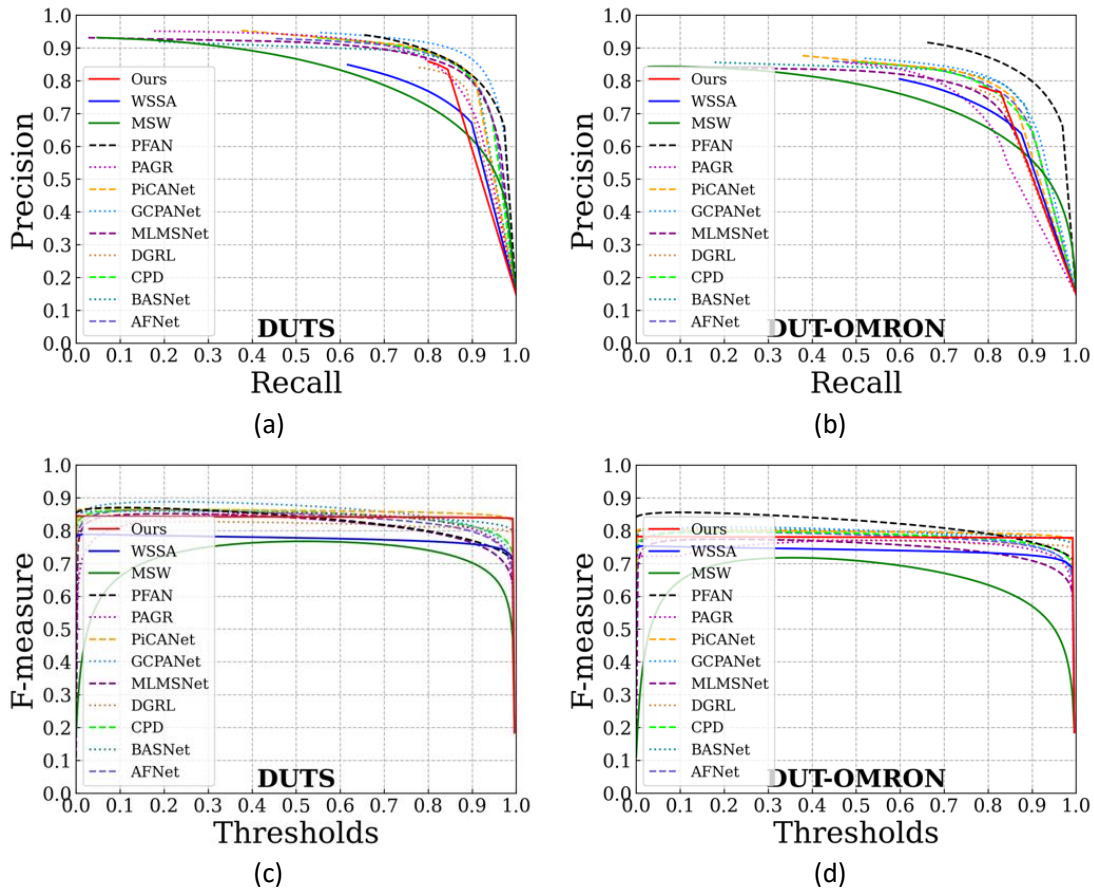 1.0
0.9
0.8
0.7
0.6
0.5
0.4
0.3
0.2
0.1
0.0
Precision
Ours
WSSA
MSW
PFAN
PAGR
PiCANet
GCPANet
MLMSNet
DGRL
CPD
BASNet
AFNet
DUTS
0.0 0.1 0.2 0.3 0.4 0.5 0.6 0.7 0.8 0.9 1.0
Recall
(a)
1.0
0.9
0.8
0.7
0.6
0.5
0.4
0.3
0.2
0.1
0.0
Precision
Ours
WSSA
MSW
PFAN
PAGR
PiCANet
GCPANet
MLMSNet
DGRL
CPD
BASNet
AFNet
DUT-OMRON
0.0 0.1 0.2 0.3 0.4 0.5 0.6 0.7 0.8 0.9 1.0
Recall
(b)
1.0
0.9
0.8
0.7
0.6
0.5
0.4
0.3
0.2
0.1
0.0
F-measure
Ours
WSSA
MSW
PFAN
PAGR
PiCANet
GCPANet
MLMSNet
DGRL
CPD
BASNet
AFNet
DUTS
0.0 0.1 0.2 0.3 0.4 0.5 0.6 0.7 0.8 0.9 1.0
Thresholds
(c)
1.0
0.9
0.8
0.7
0.6
0.5
0.4
0.3
0.2
0.1
0.0
F-measure
Ours
WSSA
MSW
PFAN
PAGR
PiCANet
GCPANet
MLMSNet
DGRL
CPD
BASNet
AFNet
DUT-OMRON
0.0 0.1 0.2 0.3 0.4 0.5 0.6 0.7 0.8 0.9 1.0
Thresholds
(d)